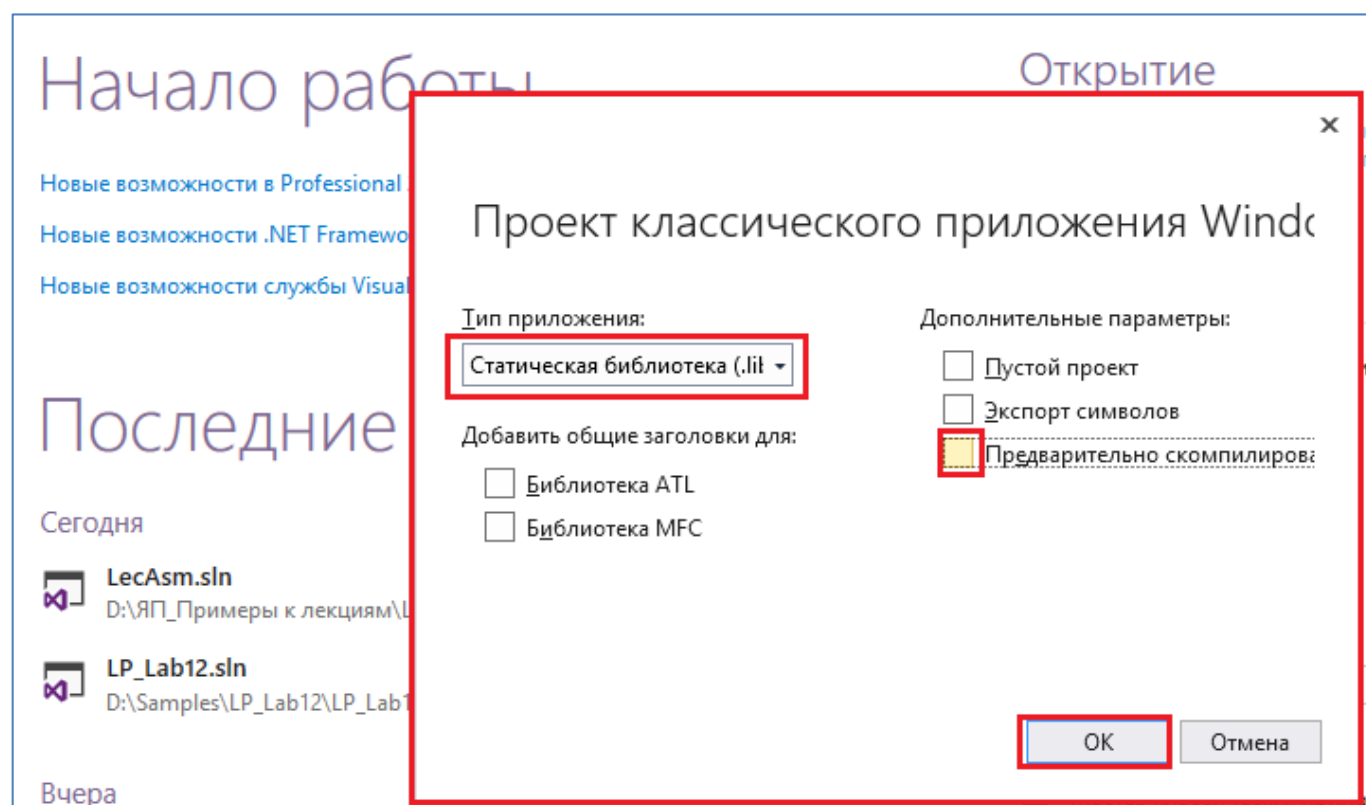 Начало работы
Открытие
Новые возможности в Professional
Новые возможности .NET Framewo
Новые возможности службы Visual
Последние
Сегодня
LecAsm.sln
D:\ЯП_Примеры к лекциям\L
LP_Lab12.sln
D:\Samples\LP_Lab12\LP_Lab1
Вчера
Проект классического приложения Windo
Тип приложения:
Статическая библиотека (.lib
Добавить общие заголовки для:
Библиотека ATL
Библиотека MFC
Дополнительные параметры:
Пустой проект
Экспорт символов
Предварительно скомпилирова
ОК
Отмена